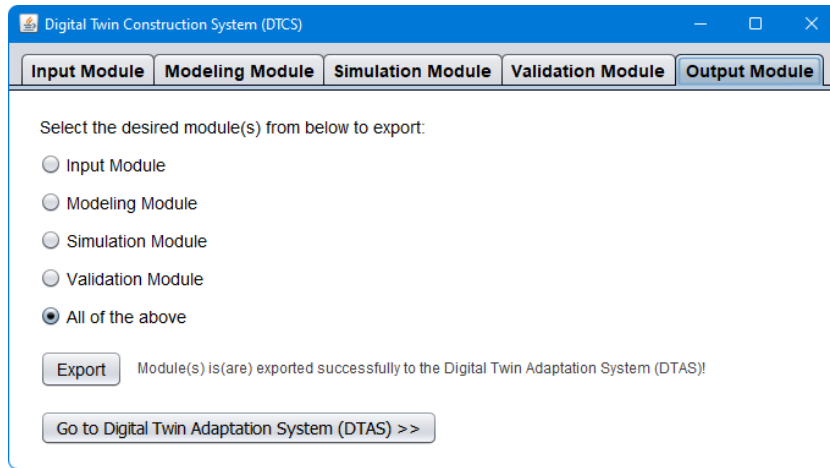 Digital Twin Construction System (DTCS)
Input Module Modeling Module Simulation Module Validation Module Output Module
Select the desired module(s) from below to export:
Input Module
Modeling Module
Simulation Module
Validation Module
All of the above
Export Module(s) is(are) exported successfully to the Digital Twin Adaptation System (DTAS)!
Go to Digital Twin Adaptation System (DTAS) >>